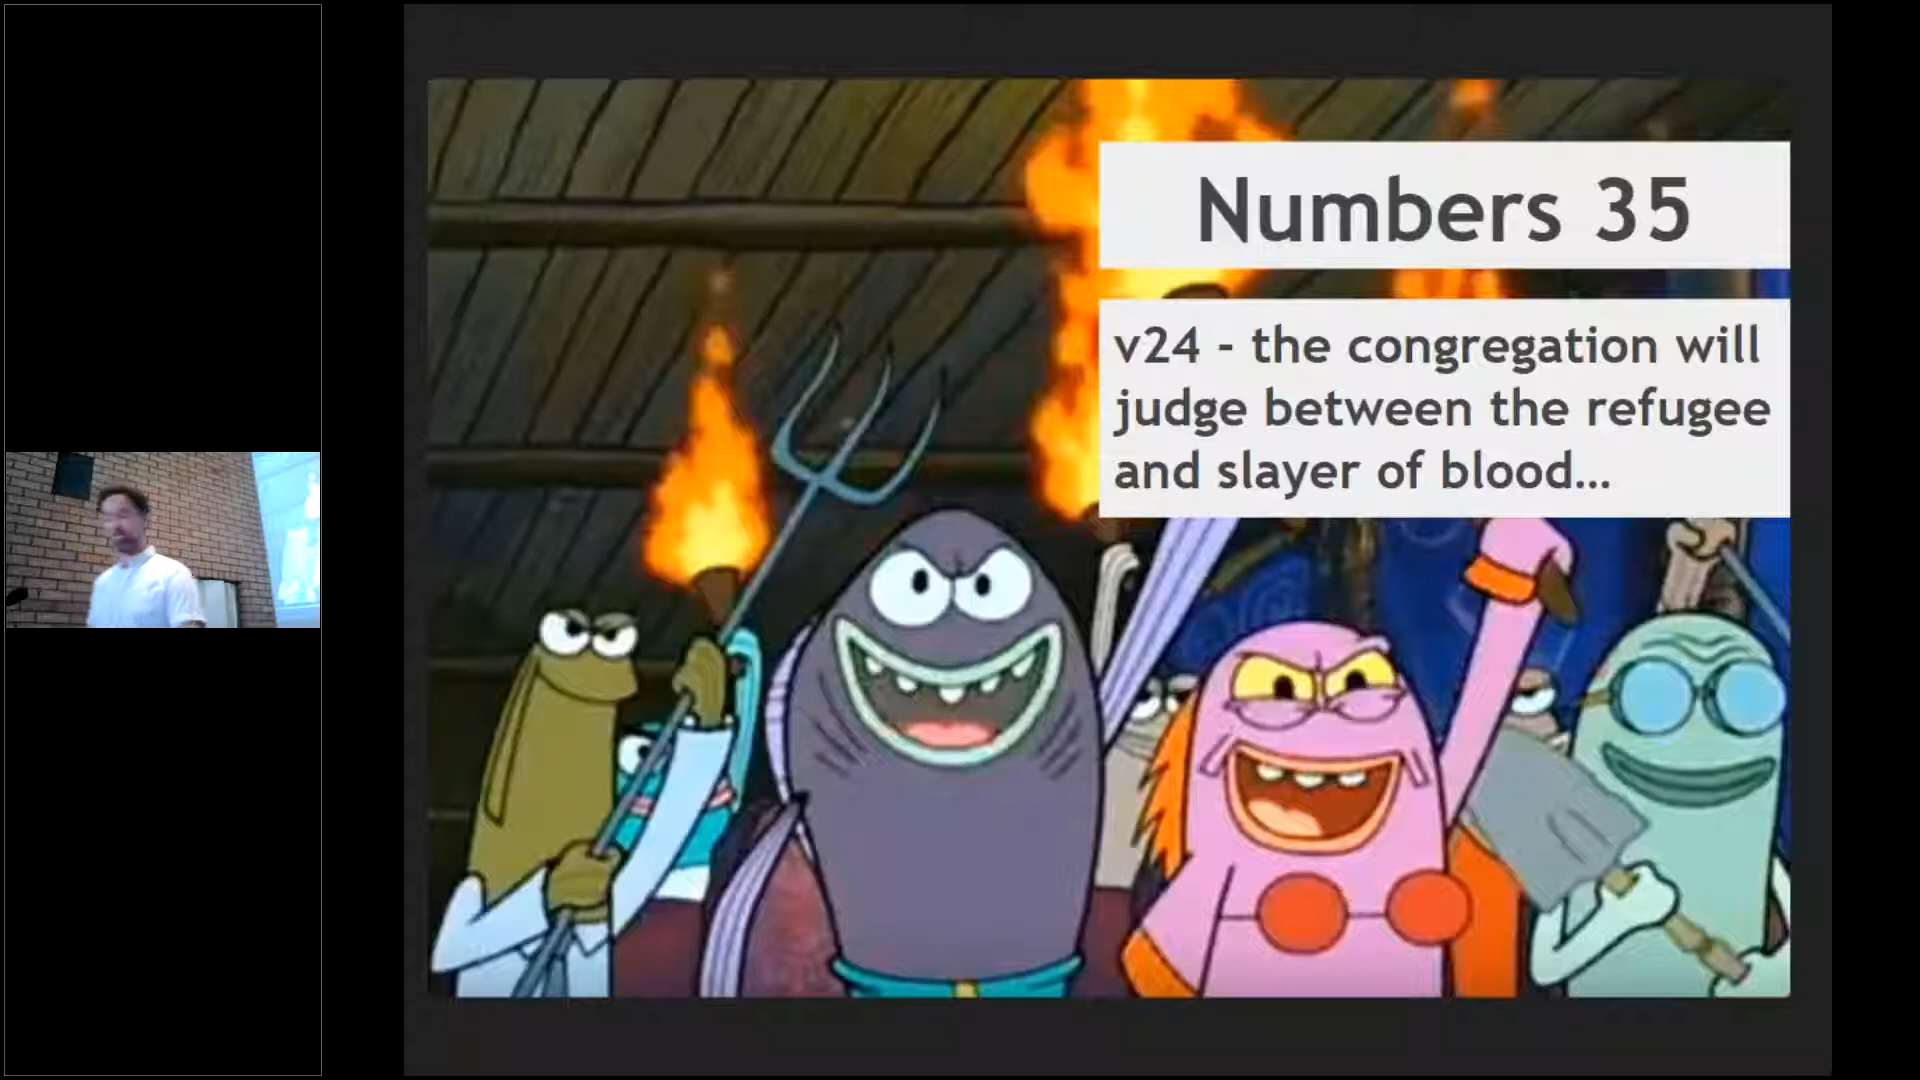 Numbers 35
v24 - the congregation will
judge between the refugee
and slayer of blood...